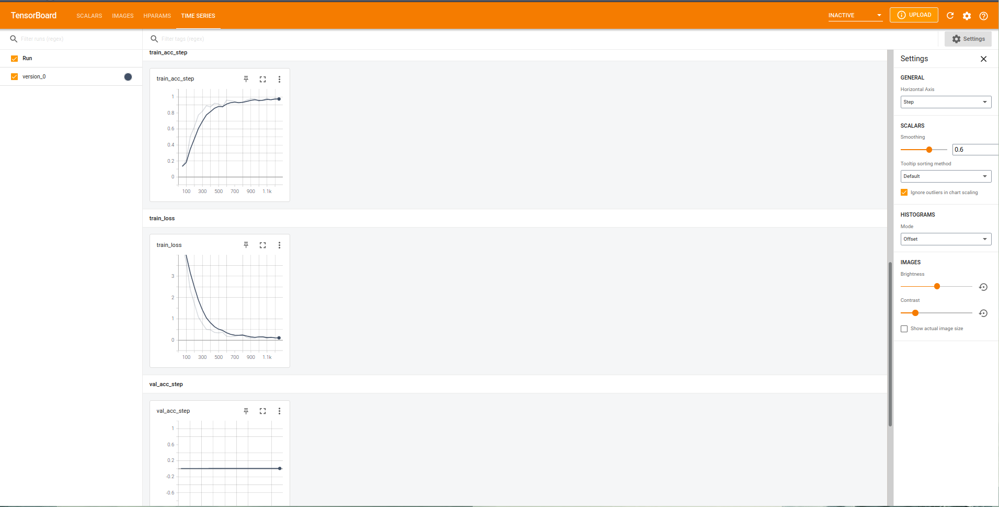 TensorBoard SCALARS IMAGES HPARAMS TIME SERIES INACTIVE UPLOAD
Filter runs (regex) Filter tags (regex) Settings
Run
version_0
train_acc_step
train_acc_step
1
0.8
0.6
0.4
0.2
0
100 300 500 700 900 1.1k
train_loss
train_loss
3
2
1
0
100 300 500 700 900 1.1k
val_acc_step
val_acc_step
1
0.6
0.2
-0.2
-0.6
Settings
GENERAL
Horizontal Axis
Step
SCALARS
Smoothing
0.6
Tooltip sorting method
Default
Ignore outliers in chart scaling
HISTOGRAMS
Mode
Offset
IMAGES
Brightness
Contrast
Show actual image size